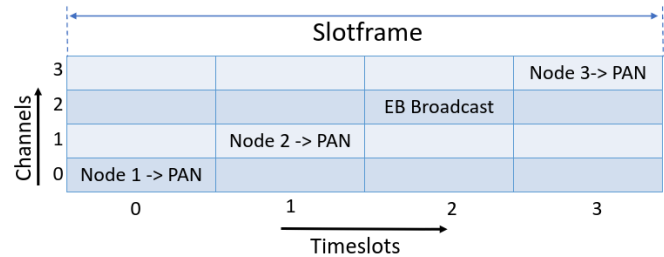 Slotframe
3 Node 3-> PAN
2 EB Broadcast
1 Node 2 -> PAN
0 Node 1 -> PAN
Channels
0 1 2 3
Timeslots